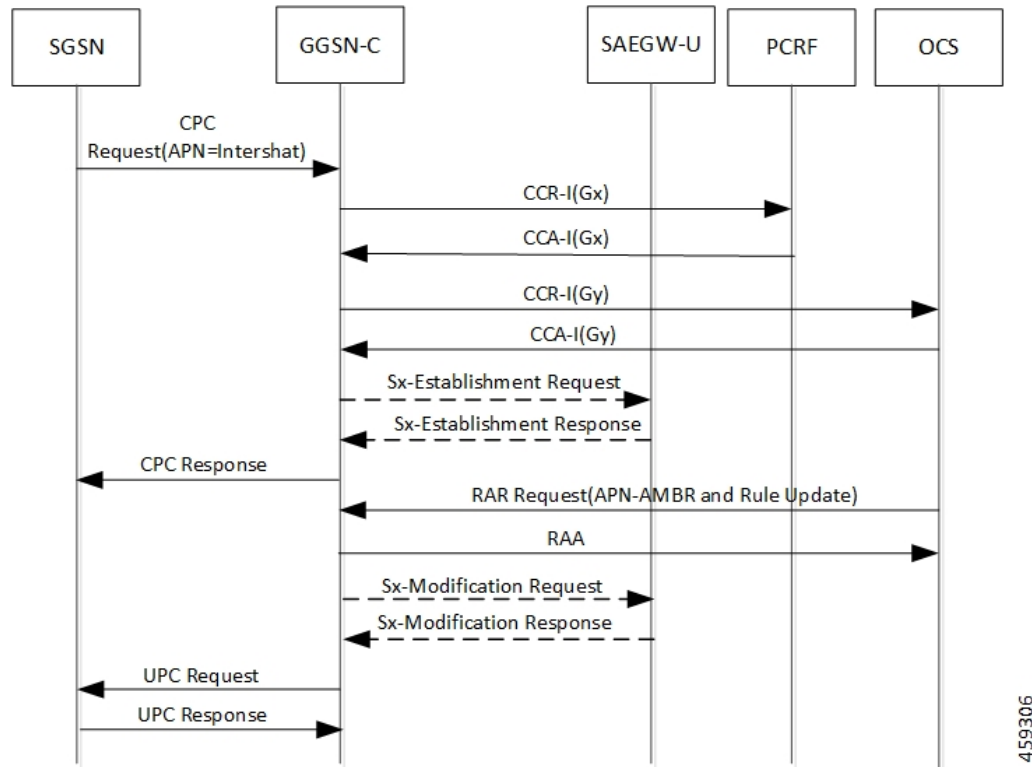 SGSN
GGSN-C
SAEGW-U
PCRF
OCS
CPC
Request(APN=Intershat)
CCR-I(Gx)
CCA-I(Gx)
CCR-I(Gy)
CCA-I(Gy)
Sx-Establishment Request
Sx-Establishment Response
CPC Response
RAR Request(APN-AMBR and Rule Update)
RAA
Sx-Modification Request
Sx-Modification Response
UPC Request
UPC Response
459306